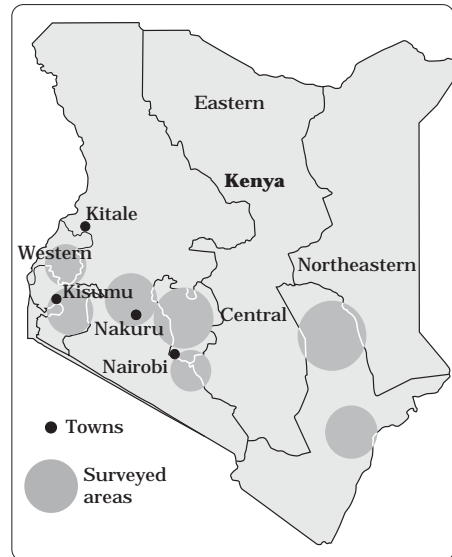 Eastern
Kenya
Kitale
Western
Northeastern
Kisumu
Central
Nakuru
Nairobi
Towns
Surveyed
areas